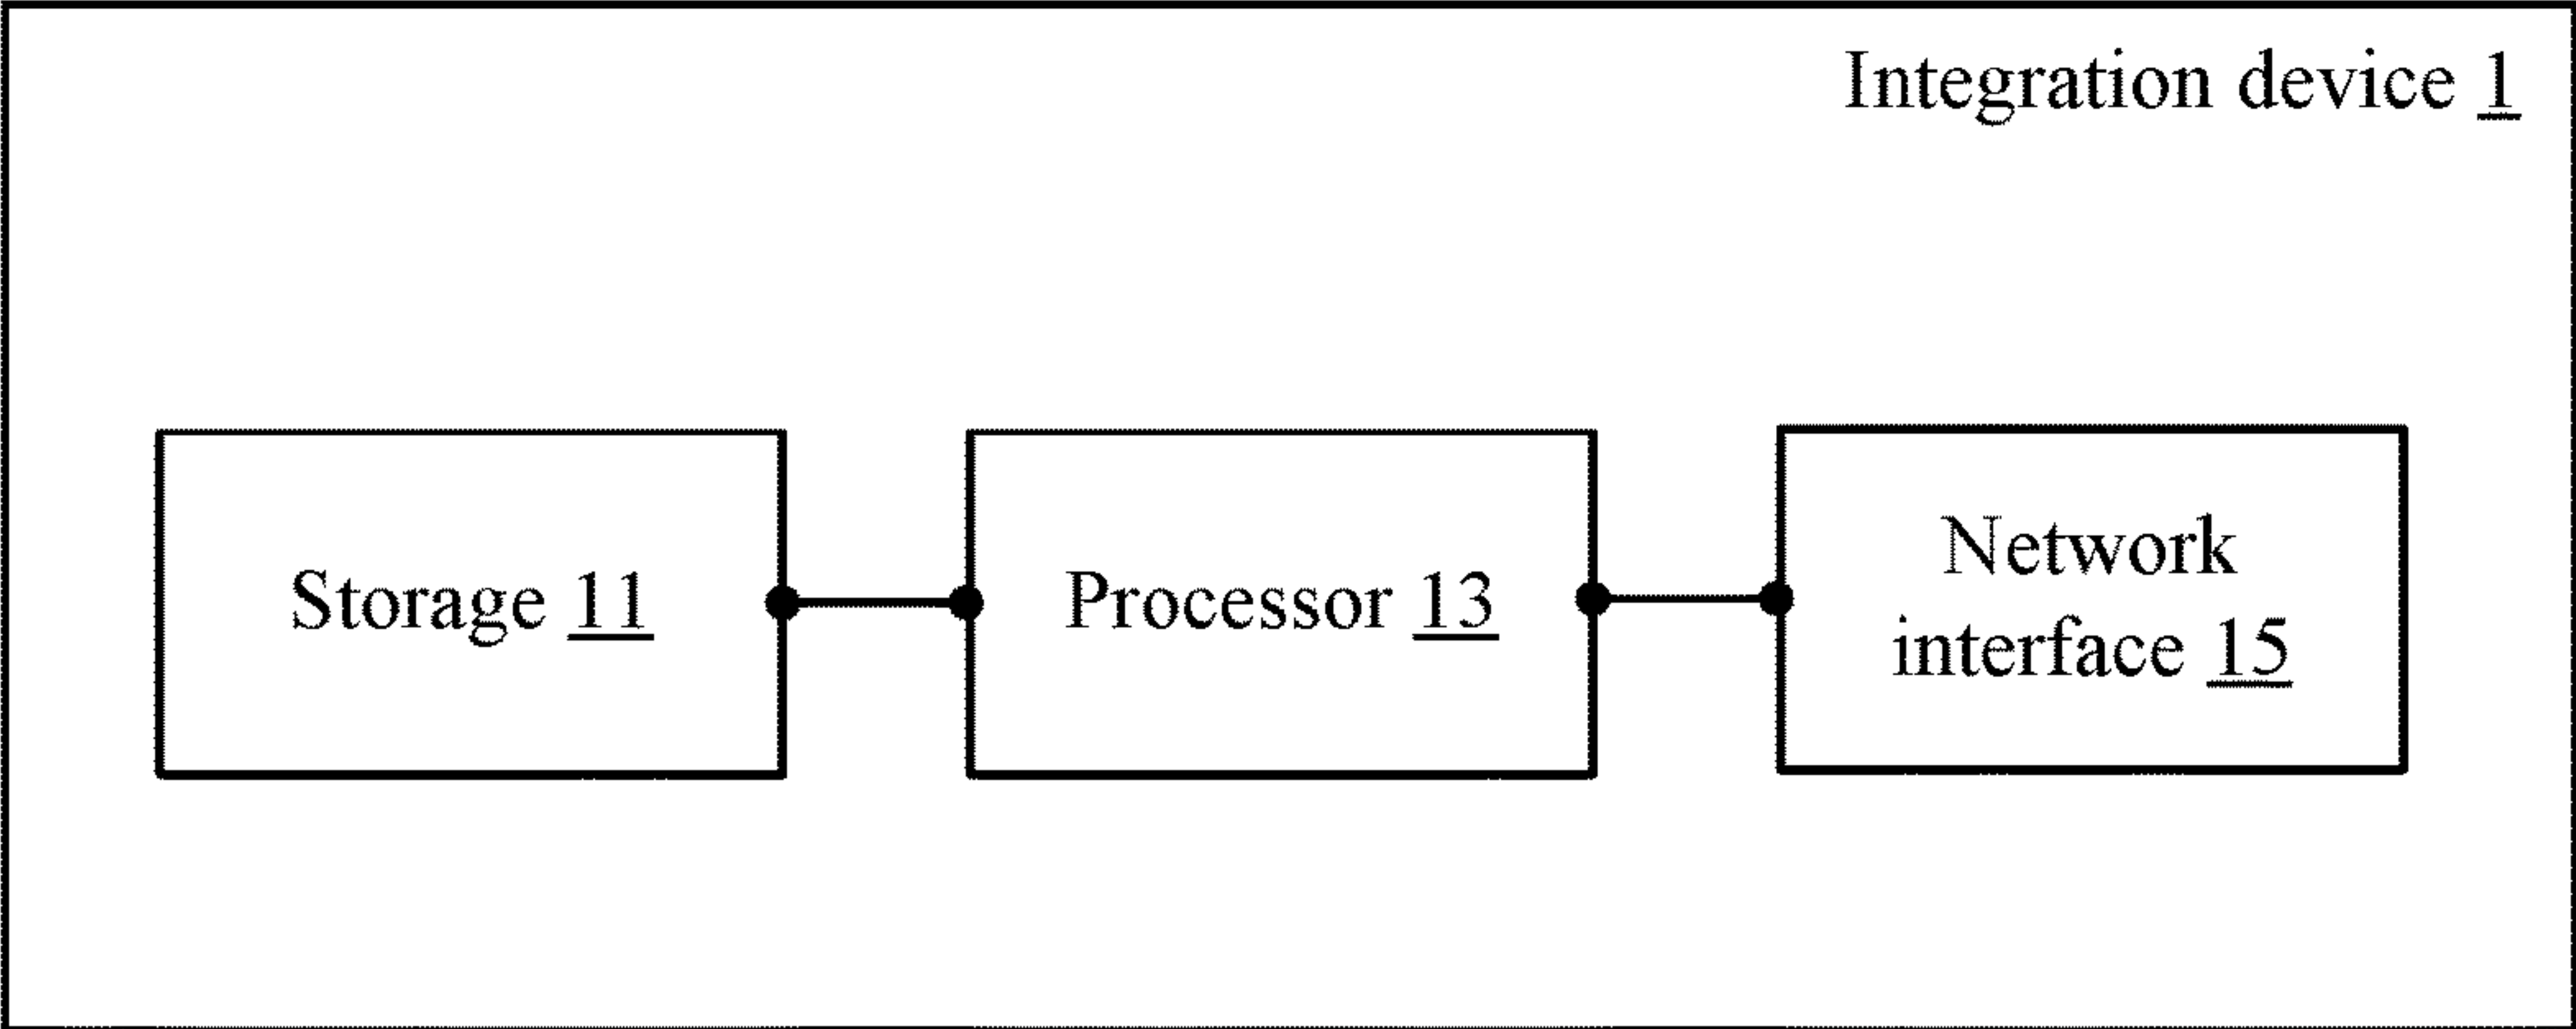 Integration device 1
Storage 11
Processor 13
Network
interface 15